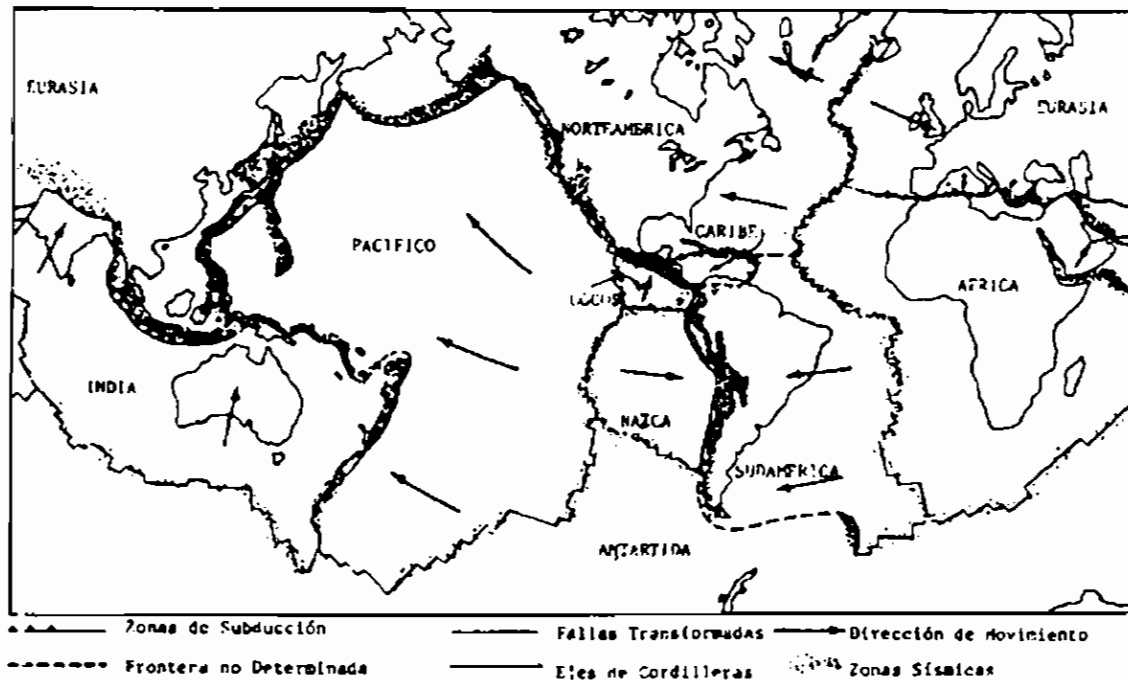 EURASIA
NORTEAMERICA
EURASIA
PACIFICO
CARIBE
AFRICA
COCOS
INDIA
NAZCA
SUDAMERICA
ANTARTIDA
Zonas de Subducción
Fallas Transformadas
Dirección de Movimiento
Frontera no Determinada
Ejes de Cordilleras
Zonas Sísmicas